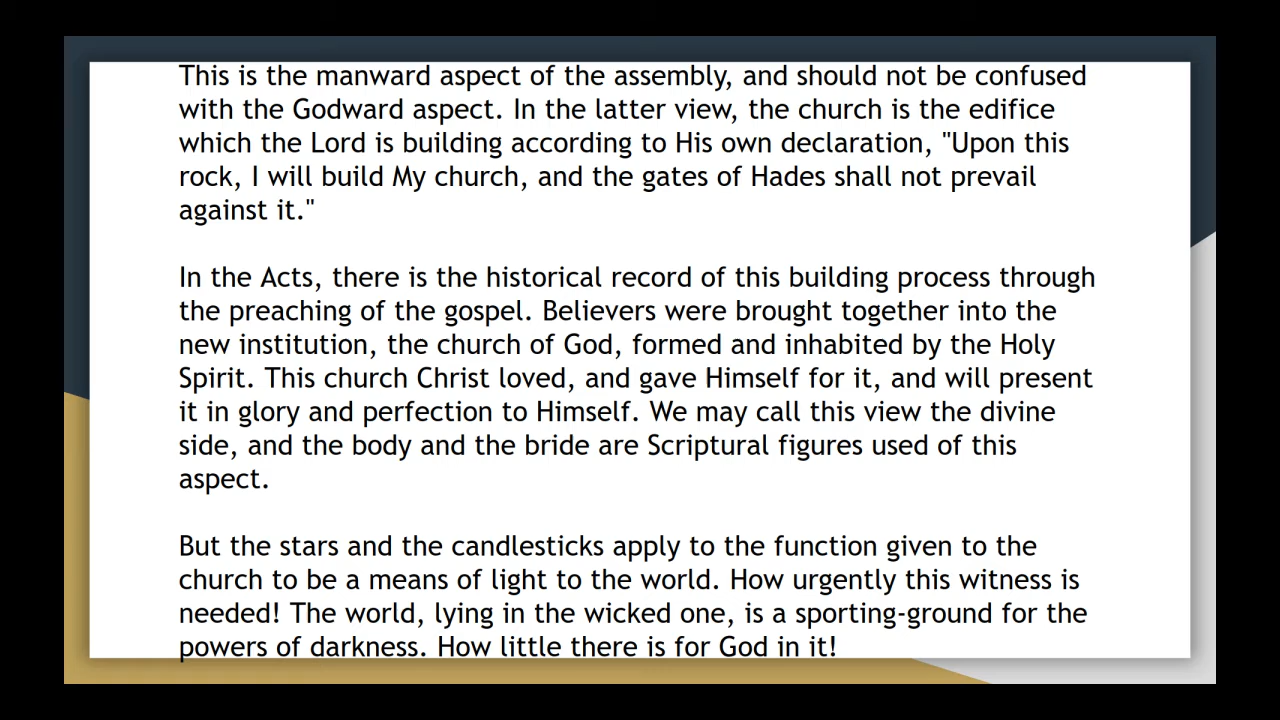 This is the manward aspect of the assembly, and should not be confused
with the Godward aspect. In the latter view, the church is the edifice
which the Lord is building according to His own declaration, "Upon this
rock, I will build My church, and the gates of Hades shall not prevail
against it."
In the Acts, there is the historical record of this building process through
the preaching of the gospel. Believers were brought together into the
new institution, the church of God, formed and inhabited by the Holy
Spirit. This church Christ loved, and gave Himself for it, and will present
it in glory and perfection to Himself. We may call this view the divine
side, and the body and the bride are Scriptural figures used of this
aspect.
But the stars and the candlesticks apply to the function given to the
church to be a means of light to the world. How urgently this witness is
needed! The world, lying in the wicked one, is a sporting-ground for the
powers of darkness. How little there is for God in it!